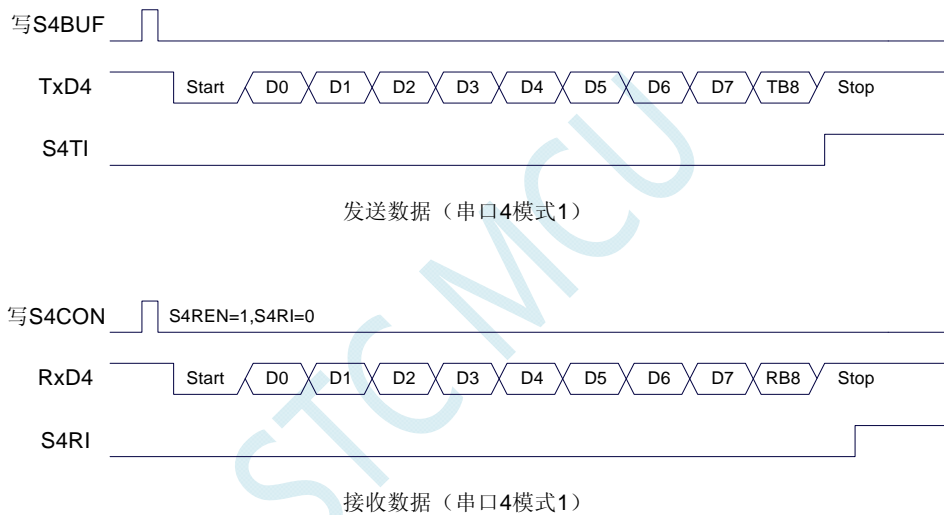 写S4BUF
TxD4 Start D0 D1 D2 D3 D4 D5 D6 D7 TB8 Stop
S4TI
发送数据（串口4模式1）
写S4CON S4REN=1,S4RI=0
RxD4 Start D0 D1 D2 D3 D4 D5 D6 D7 RB8 Stop
S4RI
接收数据（串口4模式1）
STC MCU